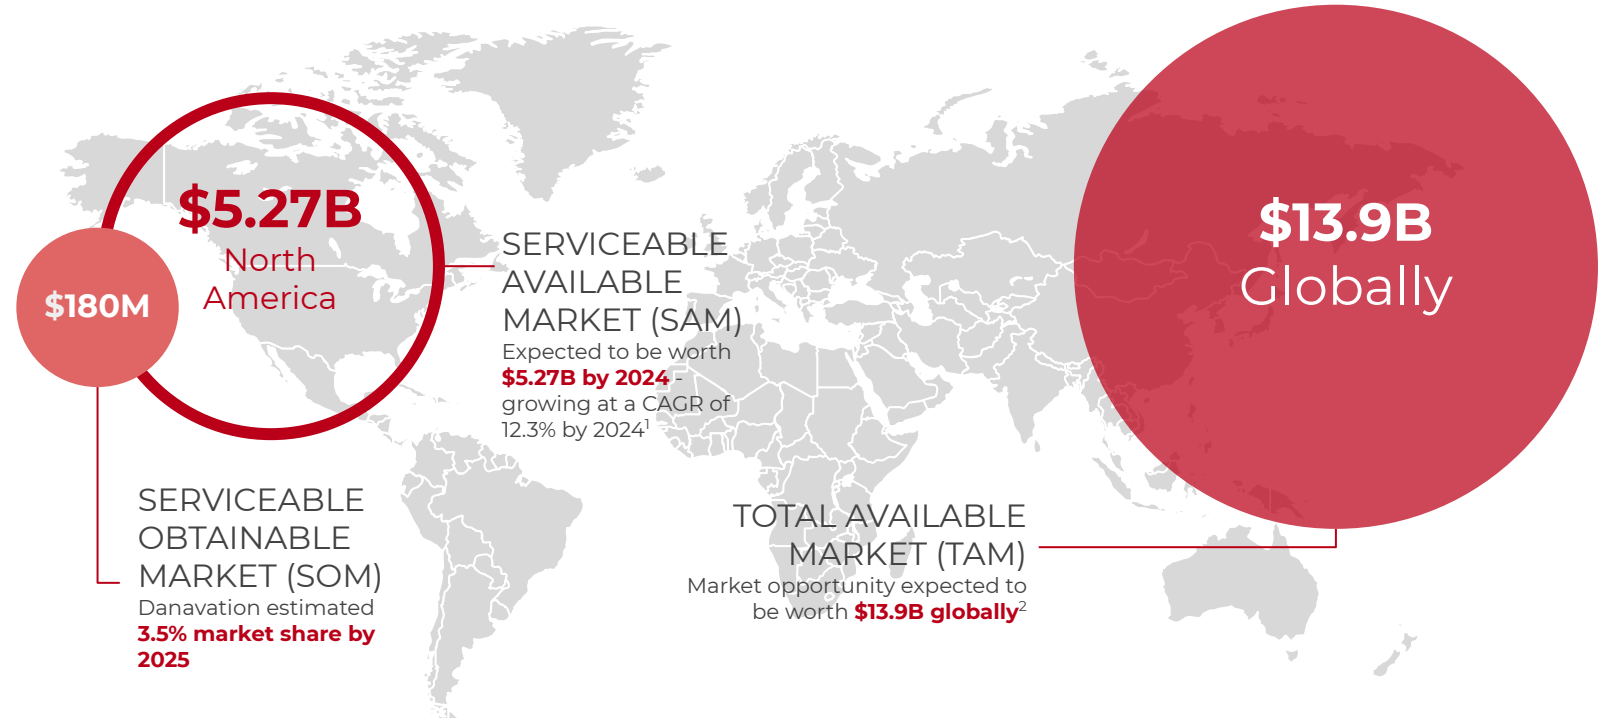 $5.27B
North
America
$180M
SERVICEABLE
AVAILABLE
MARKET (SAM)
Expected to be worth
$5.27B by 2024 -
growing at a CAGR of
12.3% by 2024¹
SERVICEABLE
OBTAINABLE
MARKET (SOM)
Danavation estimated
3.5% market share by
2025
$13.9B
Globally
TOTAL AVAILABLE
MARKET (TAM)
Market opportunity expected to
be worth $13.9B globally²